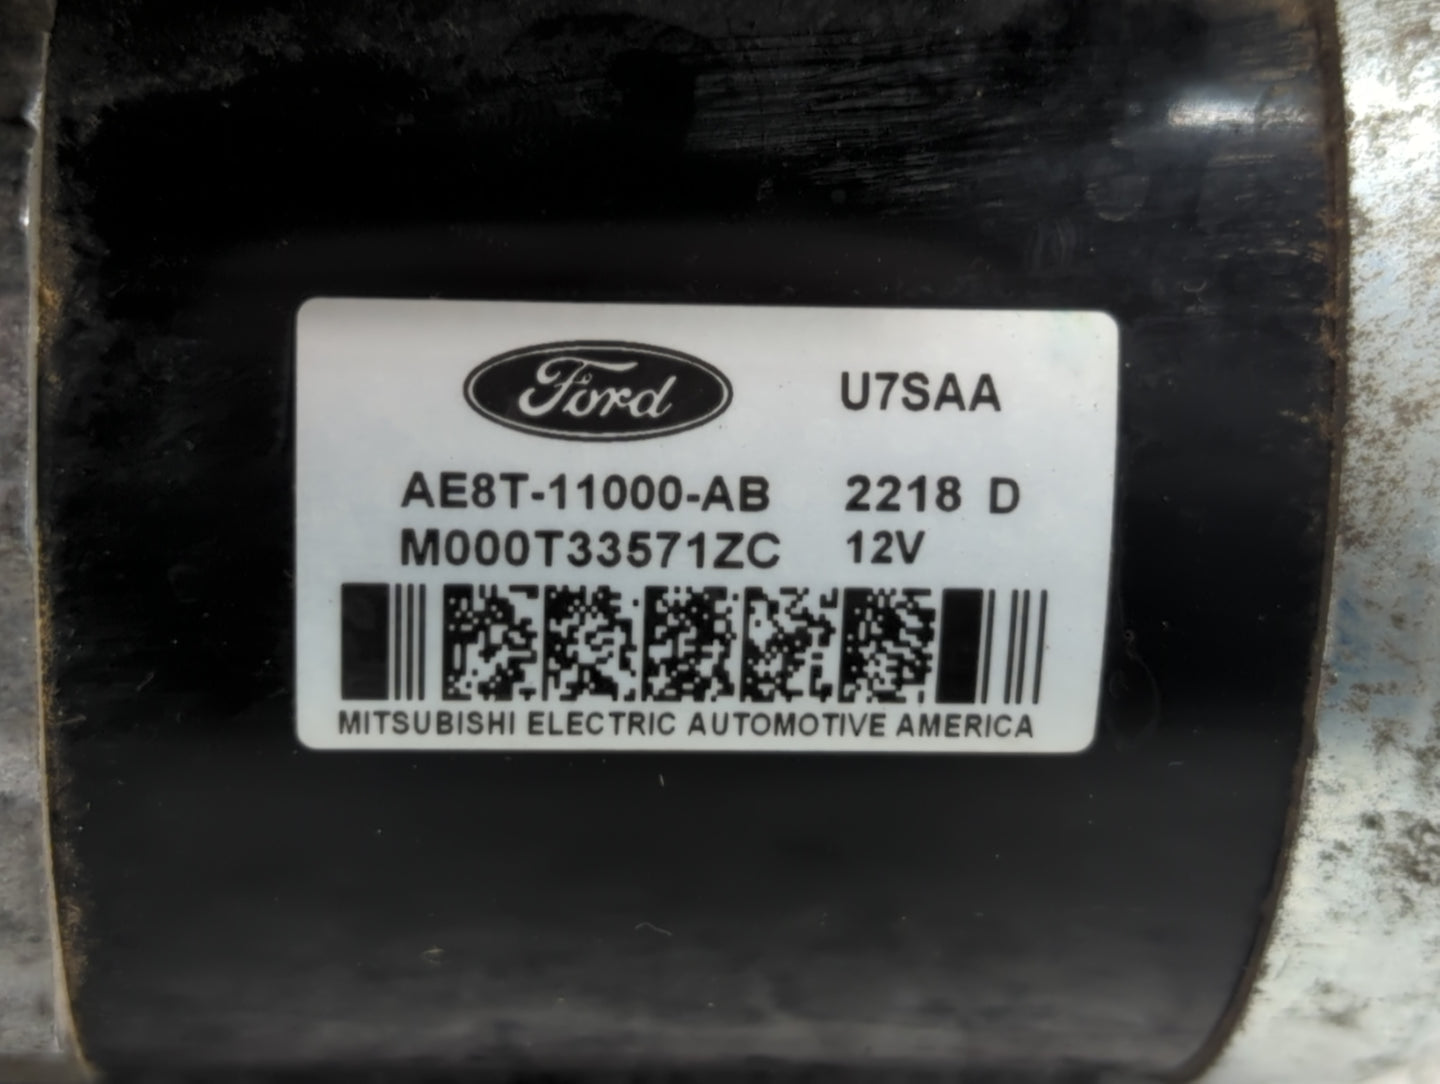 Ford U7SAA
AE8T-11000-AB 2218 D
M000T33571ZC 12V
MITSUBISHI ELECTRIC AUTOMOTIVE AMERICA